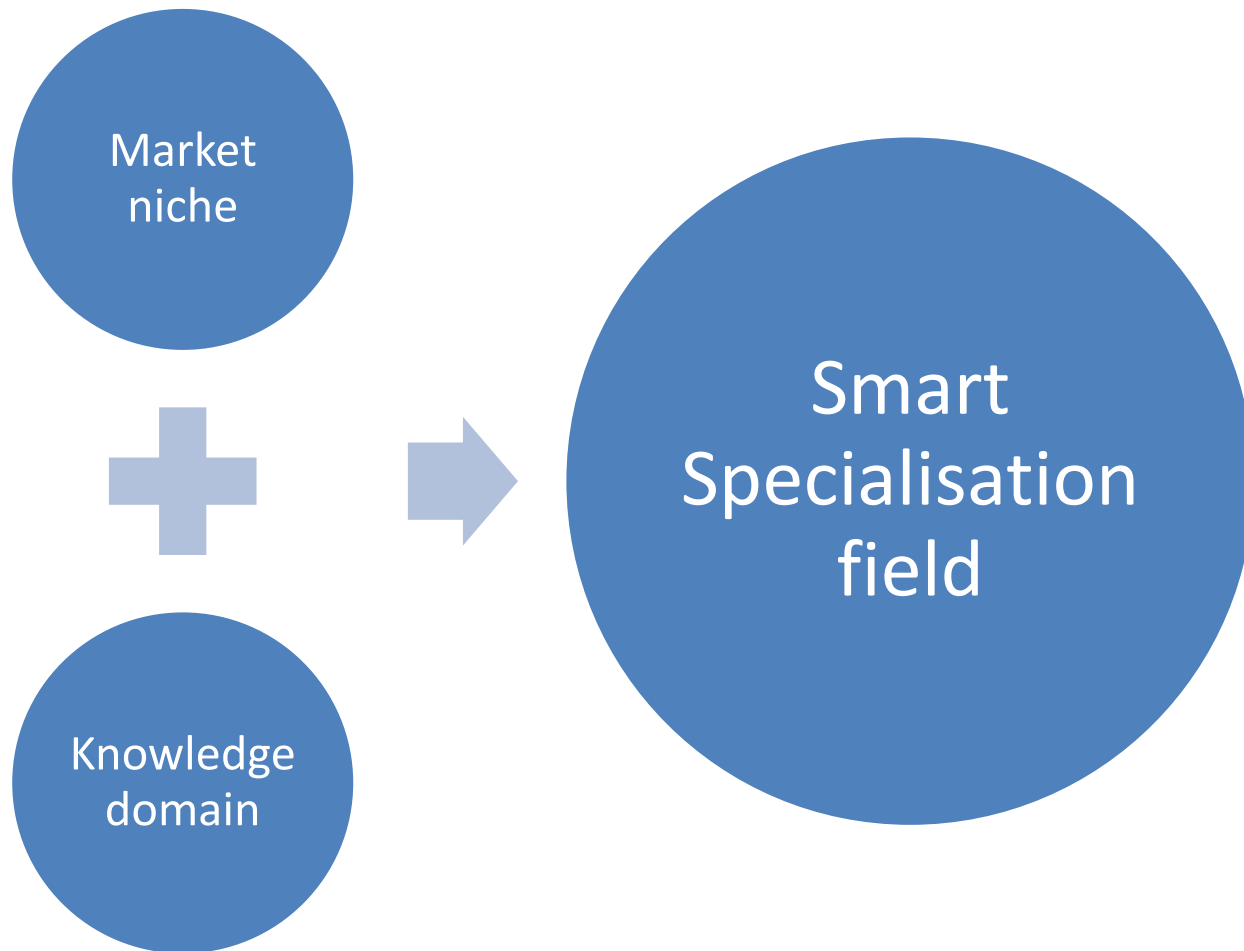 Market
niche
Knowledge
domain
Smart
Specialisation
field